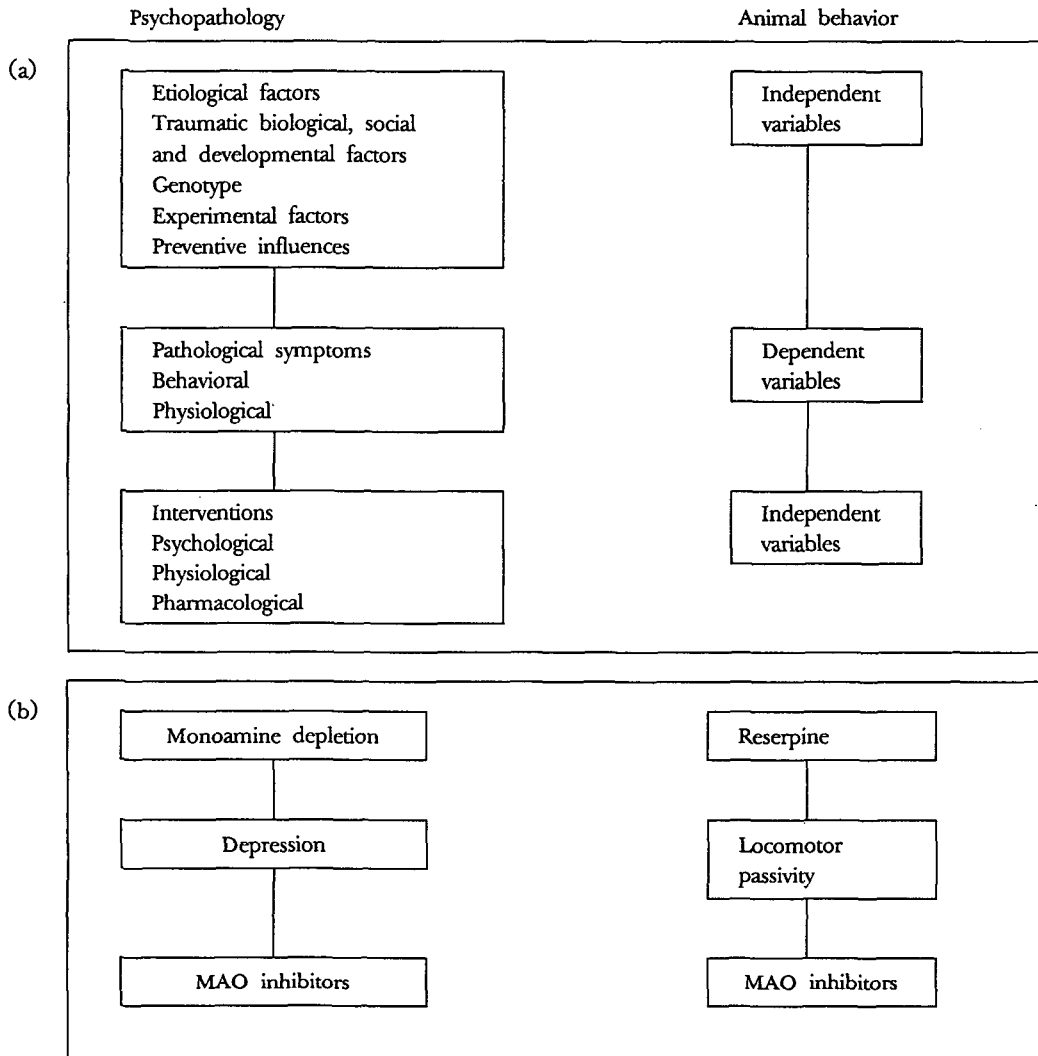 Psychopathology
Animal behavior
(a)
Etiological factors
Traumatic biological, social
and developmental factors
Genotype
Experimental factors
Preventive influences
Independent
variables
Pathological symptoms
Behavioral
Physiological
Dependent
variables
Interventions
Psychological
Physiological
Pharmacological
Independent
variables
(b)
Monoamine depletion
Reserpine
Depression
Locomotor
passivity
MAO inhibitors
MAO inhibitors